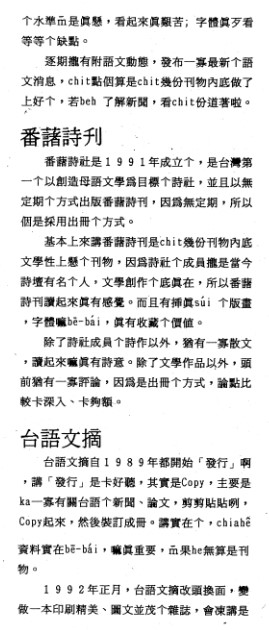 个水準m̄是眞懸，看起來眞艱苦；字體眞歹看
等等个缺點。
逐期攏有附語文動態，發布一寡最新个語
文消息，chit點個算是chit幾份刊物內底做了
上好个，若beh 了解新聞，看chit份道著啦。
番藷詩刋
番藷詩社是１９９１年成立个，是台灣第
一个以創造母語文學爲目標个詩社，並且以無
定期个方式出版番藷詩刊，因爲無定期，所以
個是採用出冊个方式。
基本上來講番藷詩刊是chit幾份刊物內底
文學性上懸个刊物，因爲詩社个成員攏是當今
詩壇有名个人，文學創作个底眞在，所以番藷
詩刊讀起來眞有感覺。而且有揷眞súi 个版畫
，字體嘛bē-bái，眞有收藏个價值。
除了詩社成員个詩作以外，猶有一寡散文
，讀起來嘛眞有詩意。除了文學作品以外，頭
前猶有一寡評論，因爲是出冊个方式，論點比
較卡深入、卡夠額。
台語文摘
台語文摘自１９８９年都開始「發行」啊
，講「發行」是卡好聽，其實是Copy，主要是
ka一寡有關台語个新聞、論文，剪剪貼貼咧，
Copy起來，然後裝訂成冊。講實在个，chiahê
資料實在bē-bái，嘛眞重要，m̄果he無算是刊
物。
１９９２年正月，台語文摘改頭換面，變
做一本印刷精美、圖文並茂个雜誌，會凍講是